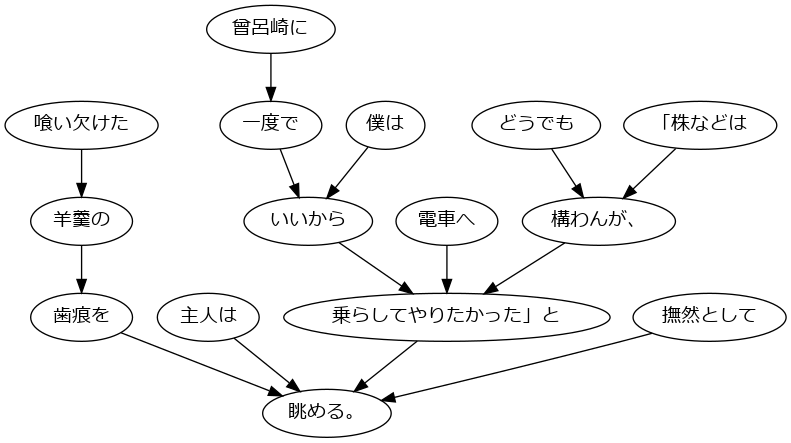 曾呂崎に
喰い欠けた
一度で
僕は
どうでも
「株などは
羊羹の
いいから
電車へ
構わんが、
歯痕を
主人は
乗らしてやりたかった」と
撫然として
眺める。